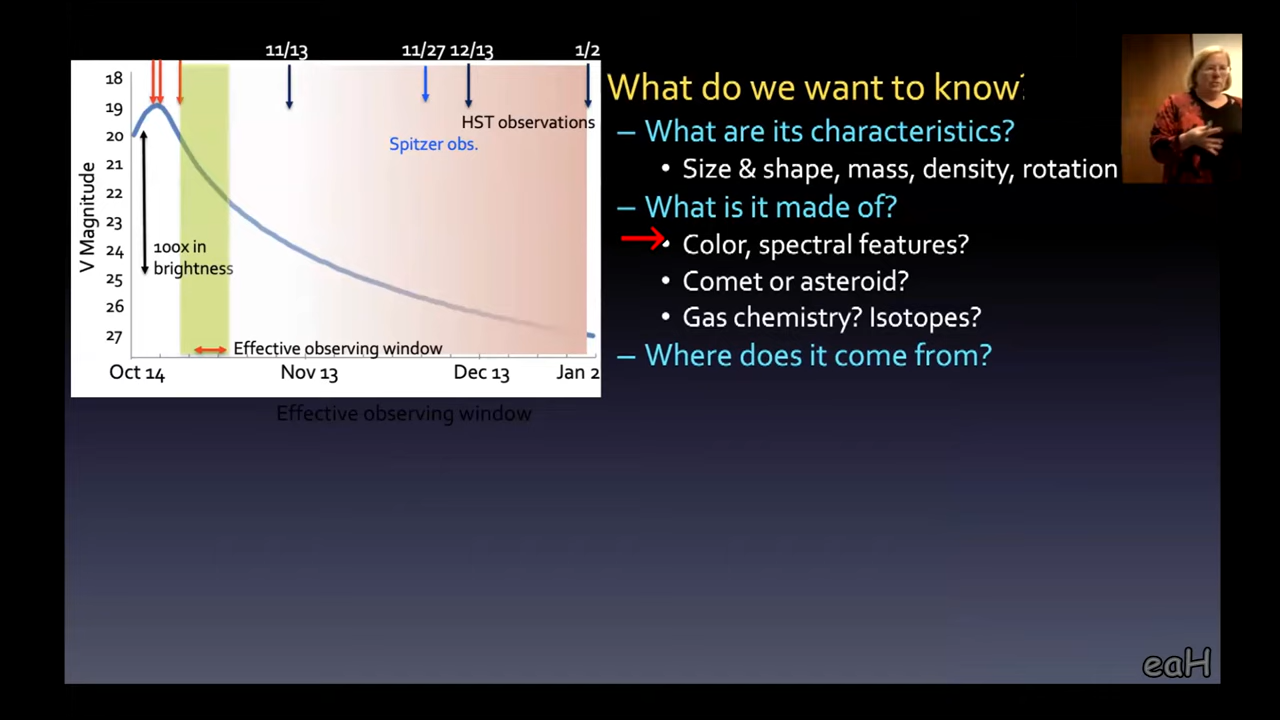 11/13 11/27 12/13 1/2
18
19
20
21
22
23
24
25
26
27
V Magnitude
HST observations
Spitzer obs.
100x in
brightness
Effective observing window
Oct 14 Nov 13 Dec 13 Jan 2
Effective observing window
What do we want to know?
– What are its characteristics?
• Size & shape, mass, density, rotation
– What is it made of?
• Color, spectral features?
• Comet or asteroid?
• Gas chemistry? Isotopes?
– Where does it come from?
eaH